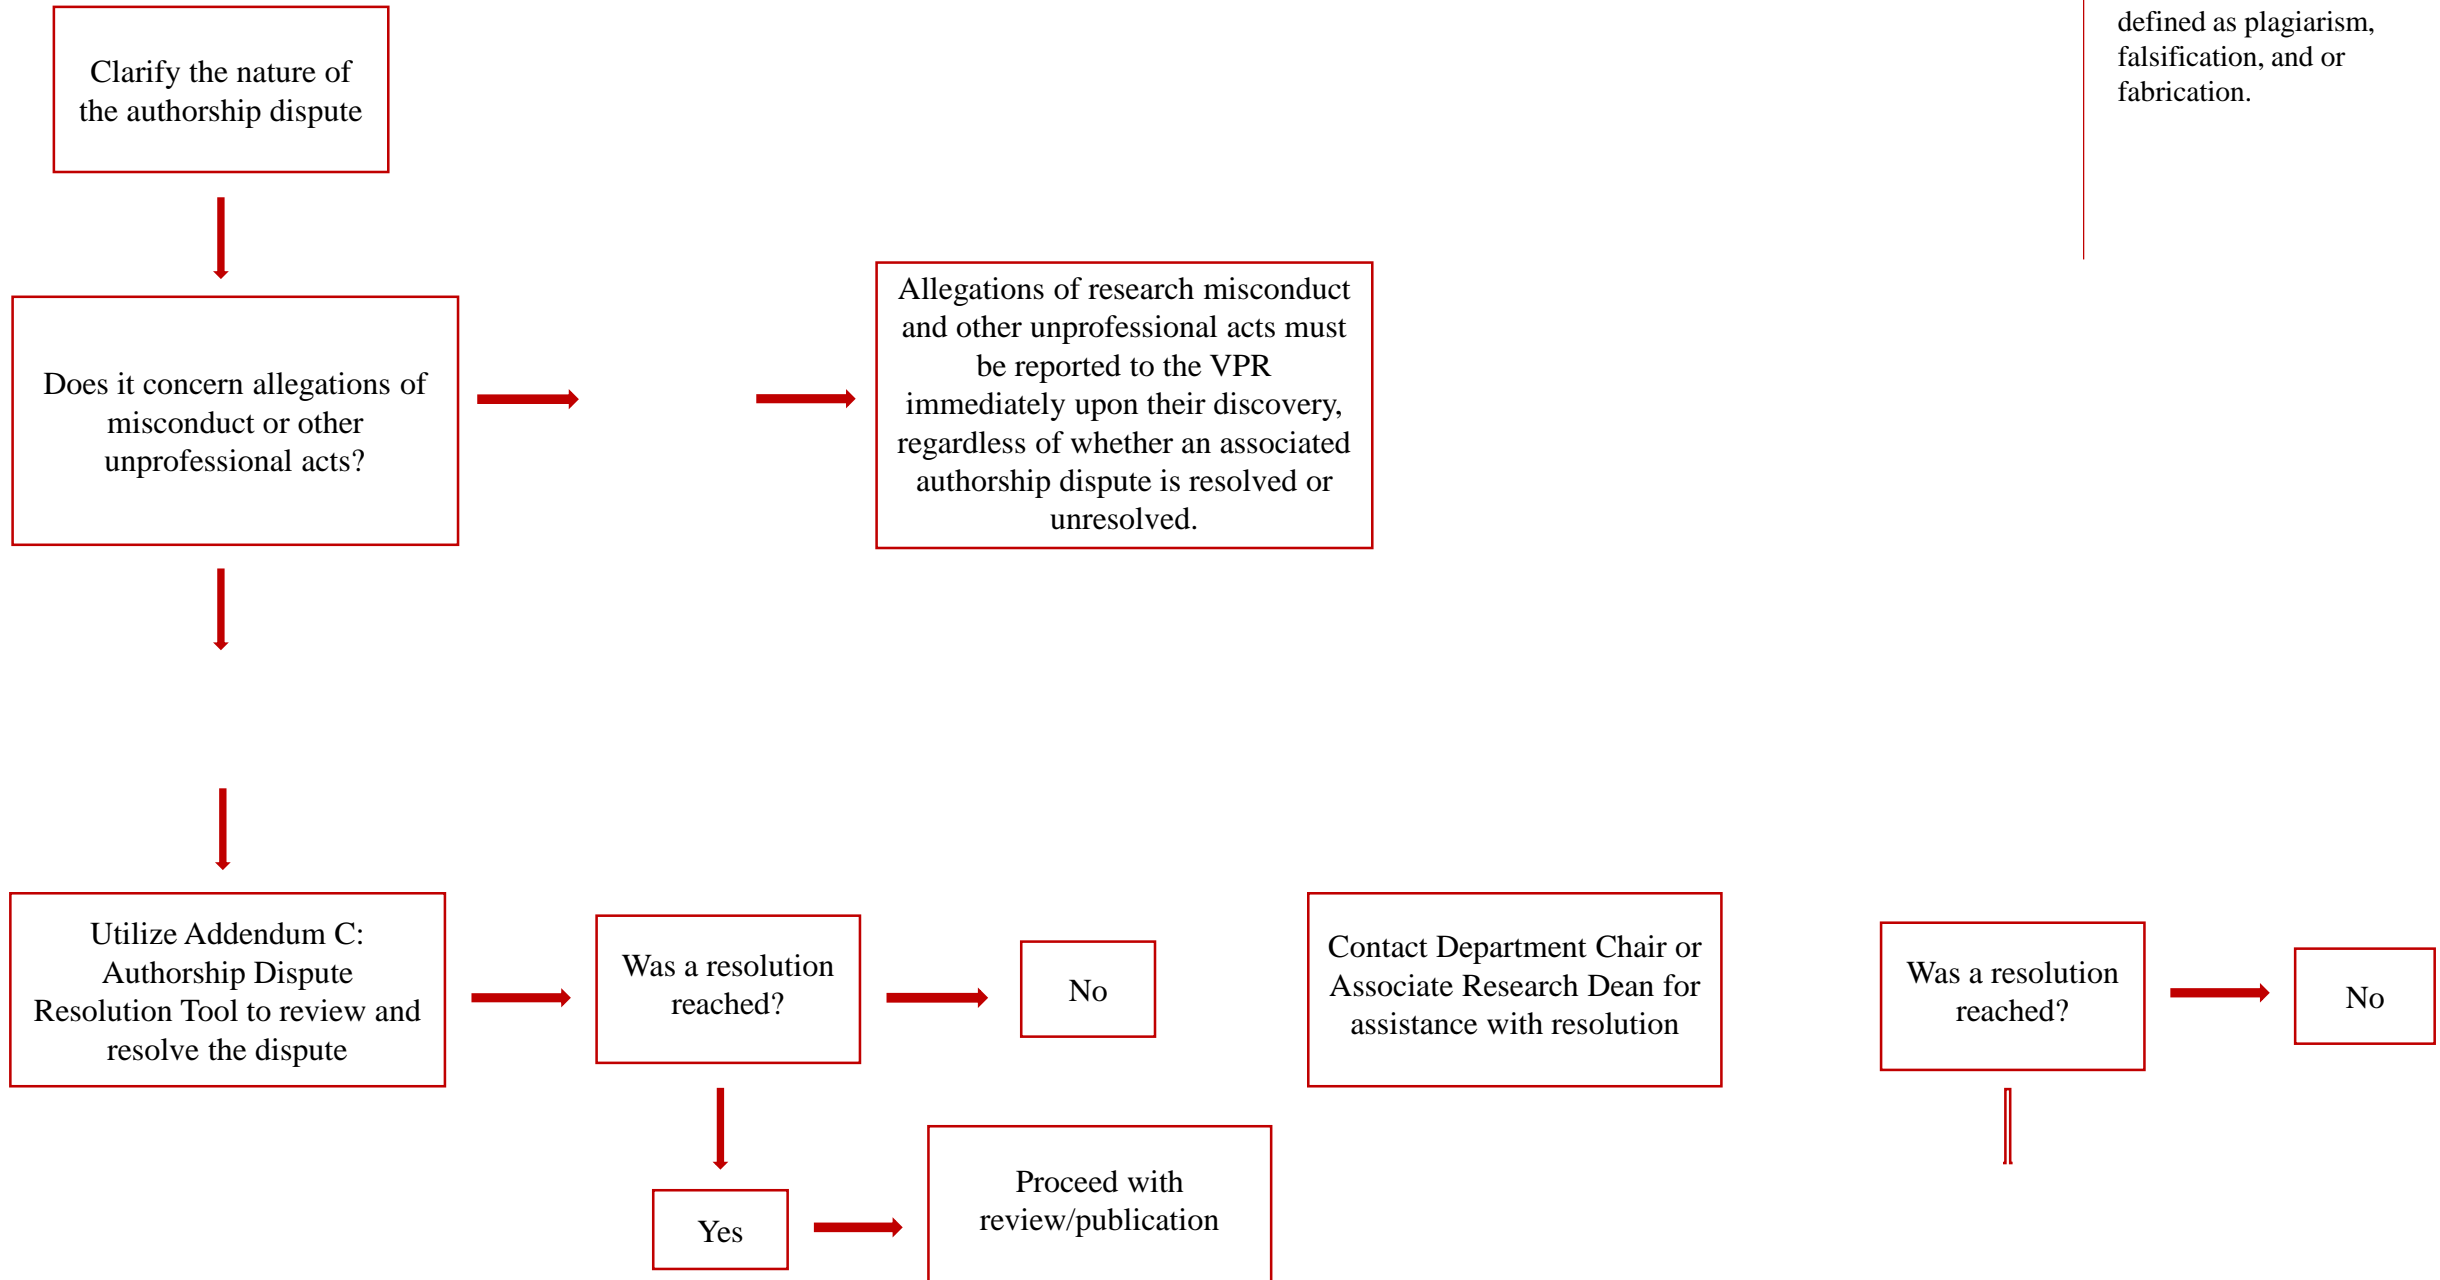 defined as plagiarism,
falsification, and or
fabrication.
Clarify the nature of
the authorship dispute
Does it concern allegations of
misconduct or other
unprofessional acts?
Allegations of research misconduct
and other unprofessional acts must
be reported to the VPR
immediately upon their discovery,
regardless of whether an associated
authorship dispute is resolved or
unresolved.
Utilize Addendum C:
Authorship Dispute
Resolution Tool to review and
resolve the dispute
Was a resolution
reached?
No
Contact Department Chair or
Associate Research Dean for
assistance with resolution
Was a resolution
reached?
No
Yes
Proceed with
review/publication